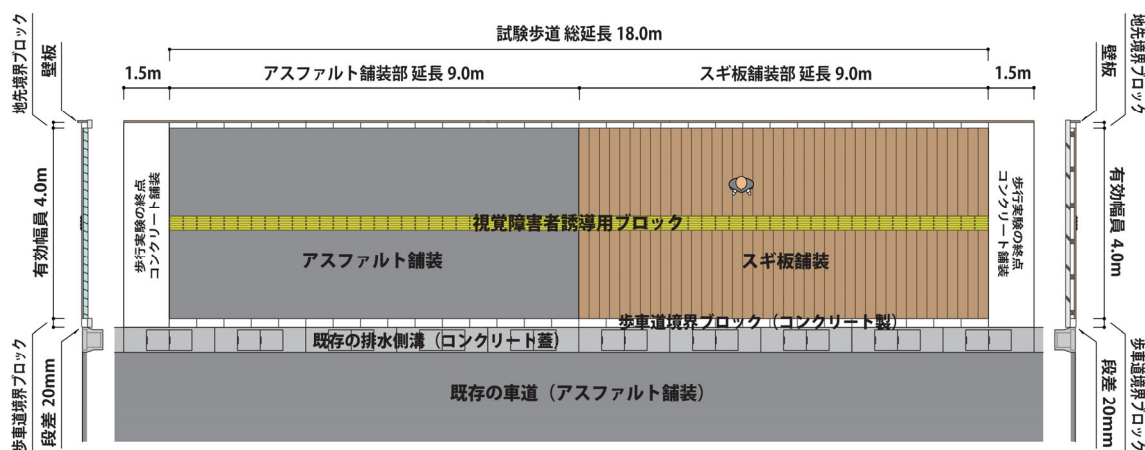 試験歩道 総延長 18.0m
1.5m
アスファルト舗装部 延長 9.0m
スギ板舗装部 延長 9.0m
1.5m
地先境界ブロック
壁板
有効幅員 4.0m
歩車道境界ブロック
段差 20mm
歩行実験の終点
コンクリート舗装
視覚障害者誘導用ブロック
アスファルト舗装
スギ板舗装
歩車道境界ブロック（コンクリート製）
既存の排水側溝（コンクリート蓋）
既存の車道（アスファルト舗装）
歩行実験の終点
コンクリート舗装
地先境界ブロック
壁板
有効幅員 4.0m
歩車道境界ブロック
段差 20mm